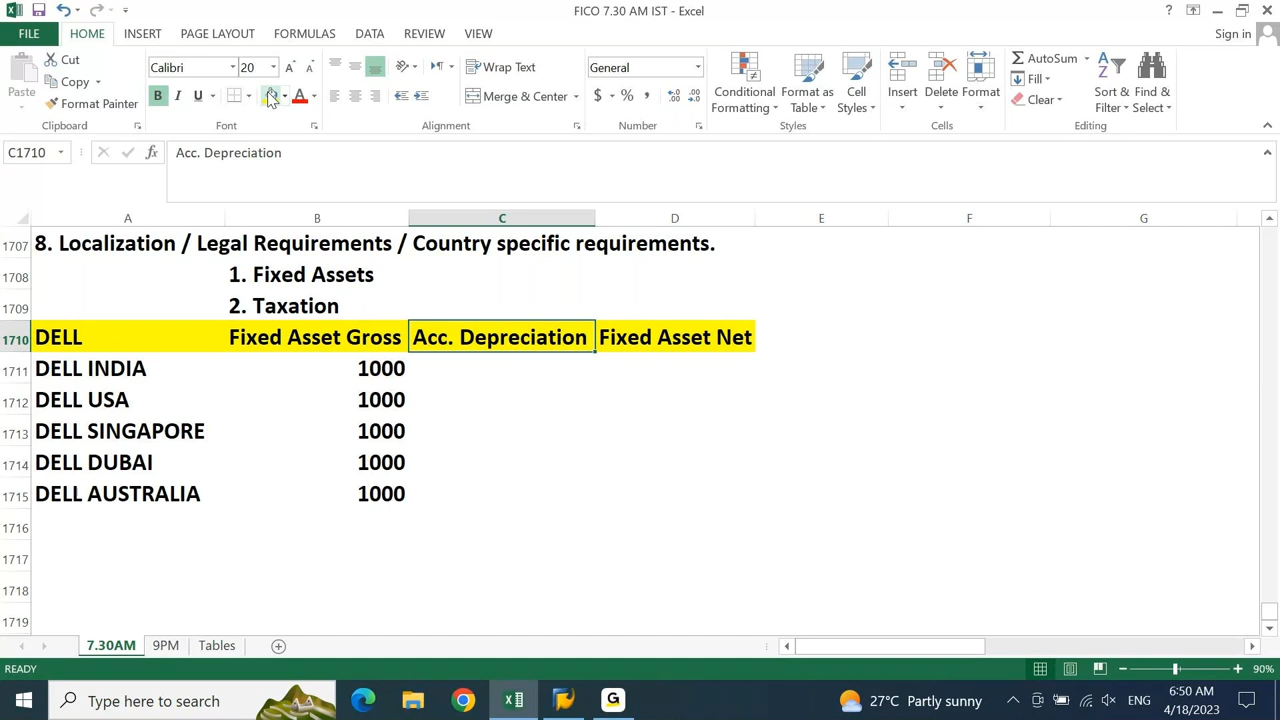 FICO 7.30 AM IST - Excel
?
FILE HOME INSERT PAGE LAYOUT FORMULAS DATA REVIEW VIEW Sign in
Paste Cut Copy Format Painter Clipboard
Calibri 20 B I U A Font
Wrap Text Merge & Center Alignment
General $ % , Number
Conditional Formatting Format as Table Cell Styles Styles
Insert Delete Format Cells
AutoSum Fill Clear Sort & Filter Find & Select Editing
C1710 fx Acc. Depreciation
A B C D E F G
1707 8. Localization / Legal Requirements / Country specific requirements.
1708 1. Fixed Assets
1709 2. Taxation
1710 DELL Fixed Asset Gross Acc. Depreciation Fixed Asset Net
1711 DELL INDIA 1000
1712 DELL USA 1000
1713 DELL SINGAPORE 1000
1714 DELL DUBAI 1000
1715 DELL AUSTRALIA 1000
1716
1717
1718
1719
7.30AM 9PM Tables
READY 90%
Type here to search 27°C Partly sunny ENG 6:50 AM
4/18/2023